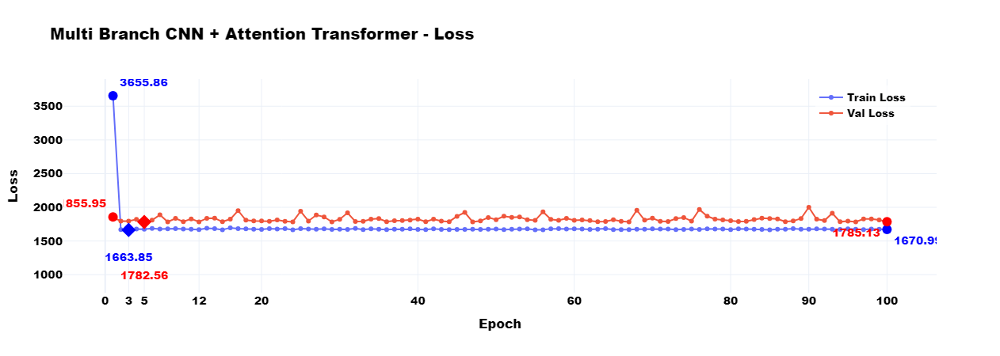 Multi Branch CNN + Attention Transformer - Loss
3655.86
Train Loss
Val Loss
3500
3000
2500
2000
1500
1000
Loss
855.95
1663.85
1782.56
1785.13
1670.99
0 3 5 12 20 40 60 80 90 100
Epoch